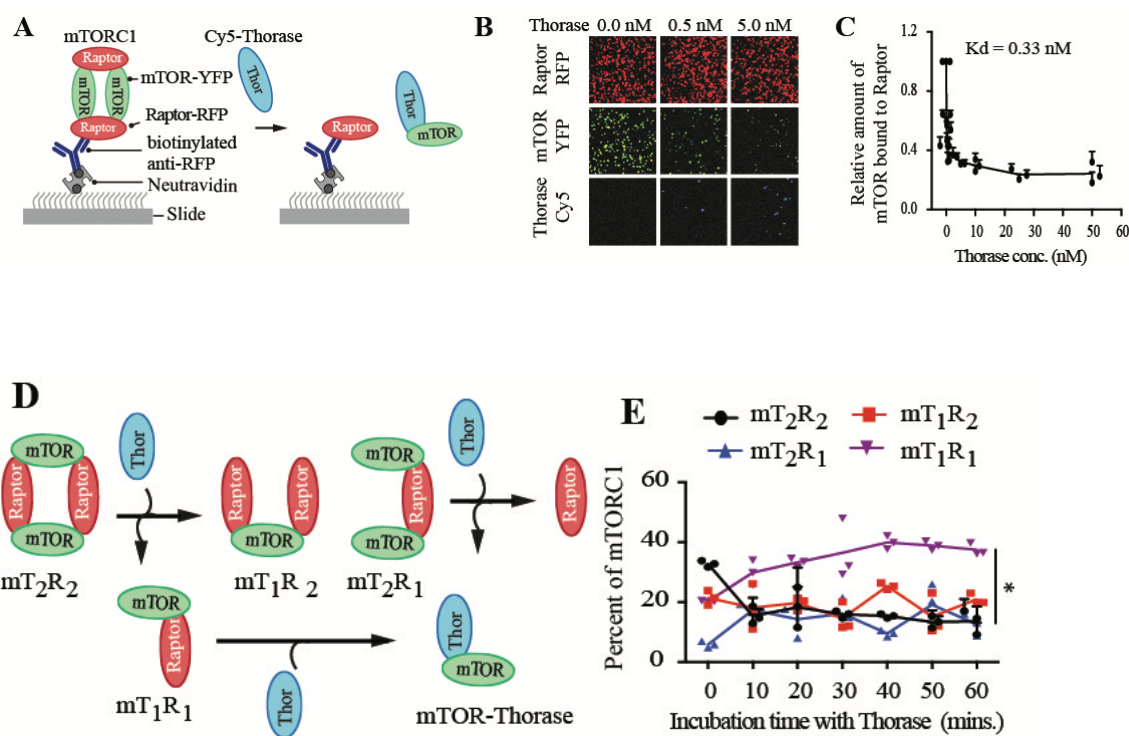 A
mTORC1
Raptor
mTOR
mTOR
Raptor
Cy5-Thorase
Thor
mTOR-YFP
Raptor-RFP
biotinylated
anti-RFP
Neutravidin
Slide
Raptor
Thor
mTOR
B
Thorase 0.0 nM 0.5 nM 5.0 nM
Raptor
RFP
mTOR
YFP
Thorase
Cy5
C
Kd = 0.33 nM
Relative amount of
mTOR bound to Raptor
1.2
0.8
0.4
0.0
0 10 20 30 40 50 60
Thorase conc. (nM)
D
mTOR
Raptor
Raptor
mTOR
mT2R2
Thor
Raptor
Raptor
mTOR
mT1R2
mTOR
Raptor
mTOR
mT2R1
Thor
Raptor
mTOR
Raptor
mT1R1
Thor
Thor
mTOR
mTOR-Thorase
E
mT2R2 mT1R2
mT2R1 mT1R1
Percent of mTORC1
60
40
20
0
*
0 10 20 30 40 50 60
Incubation time with Thorase (mins.)